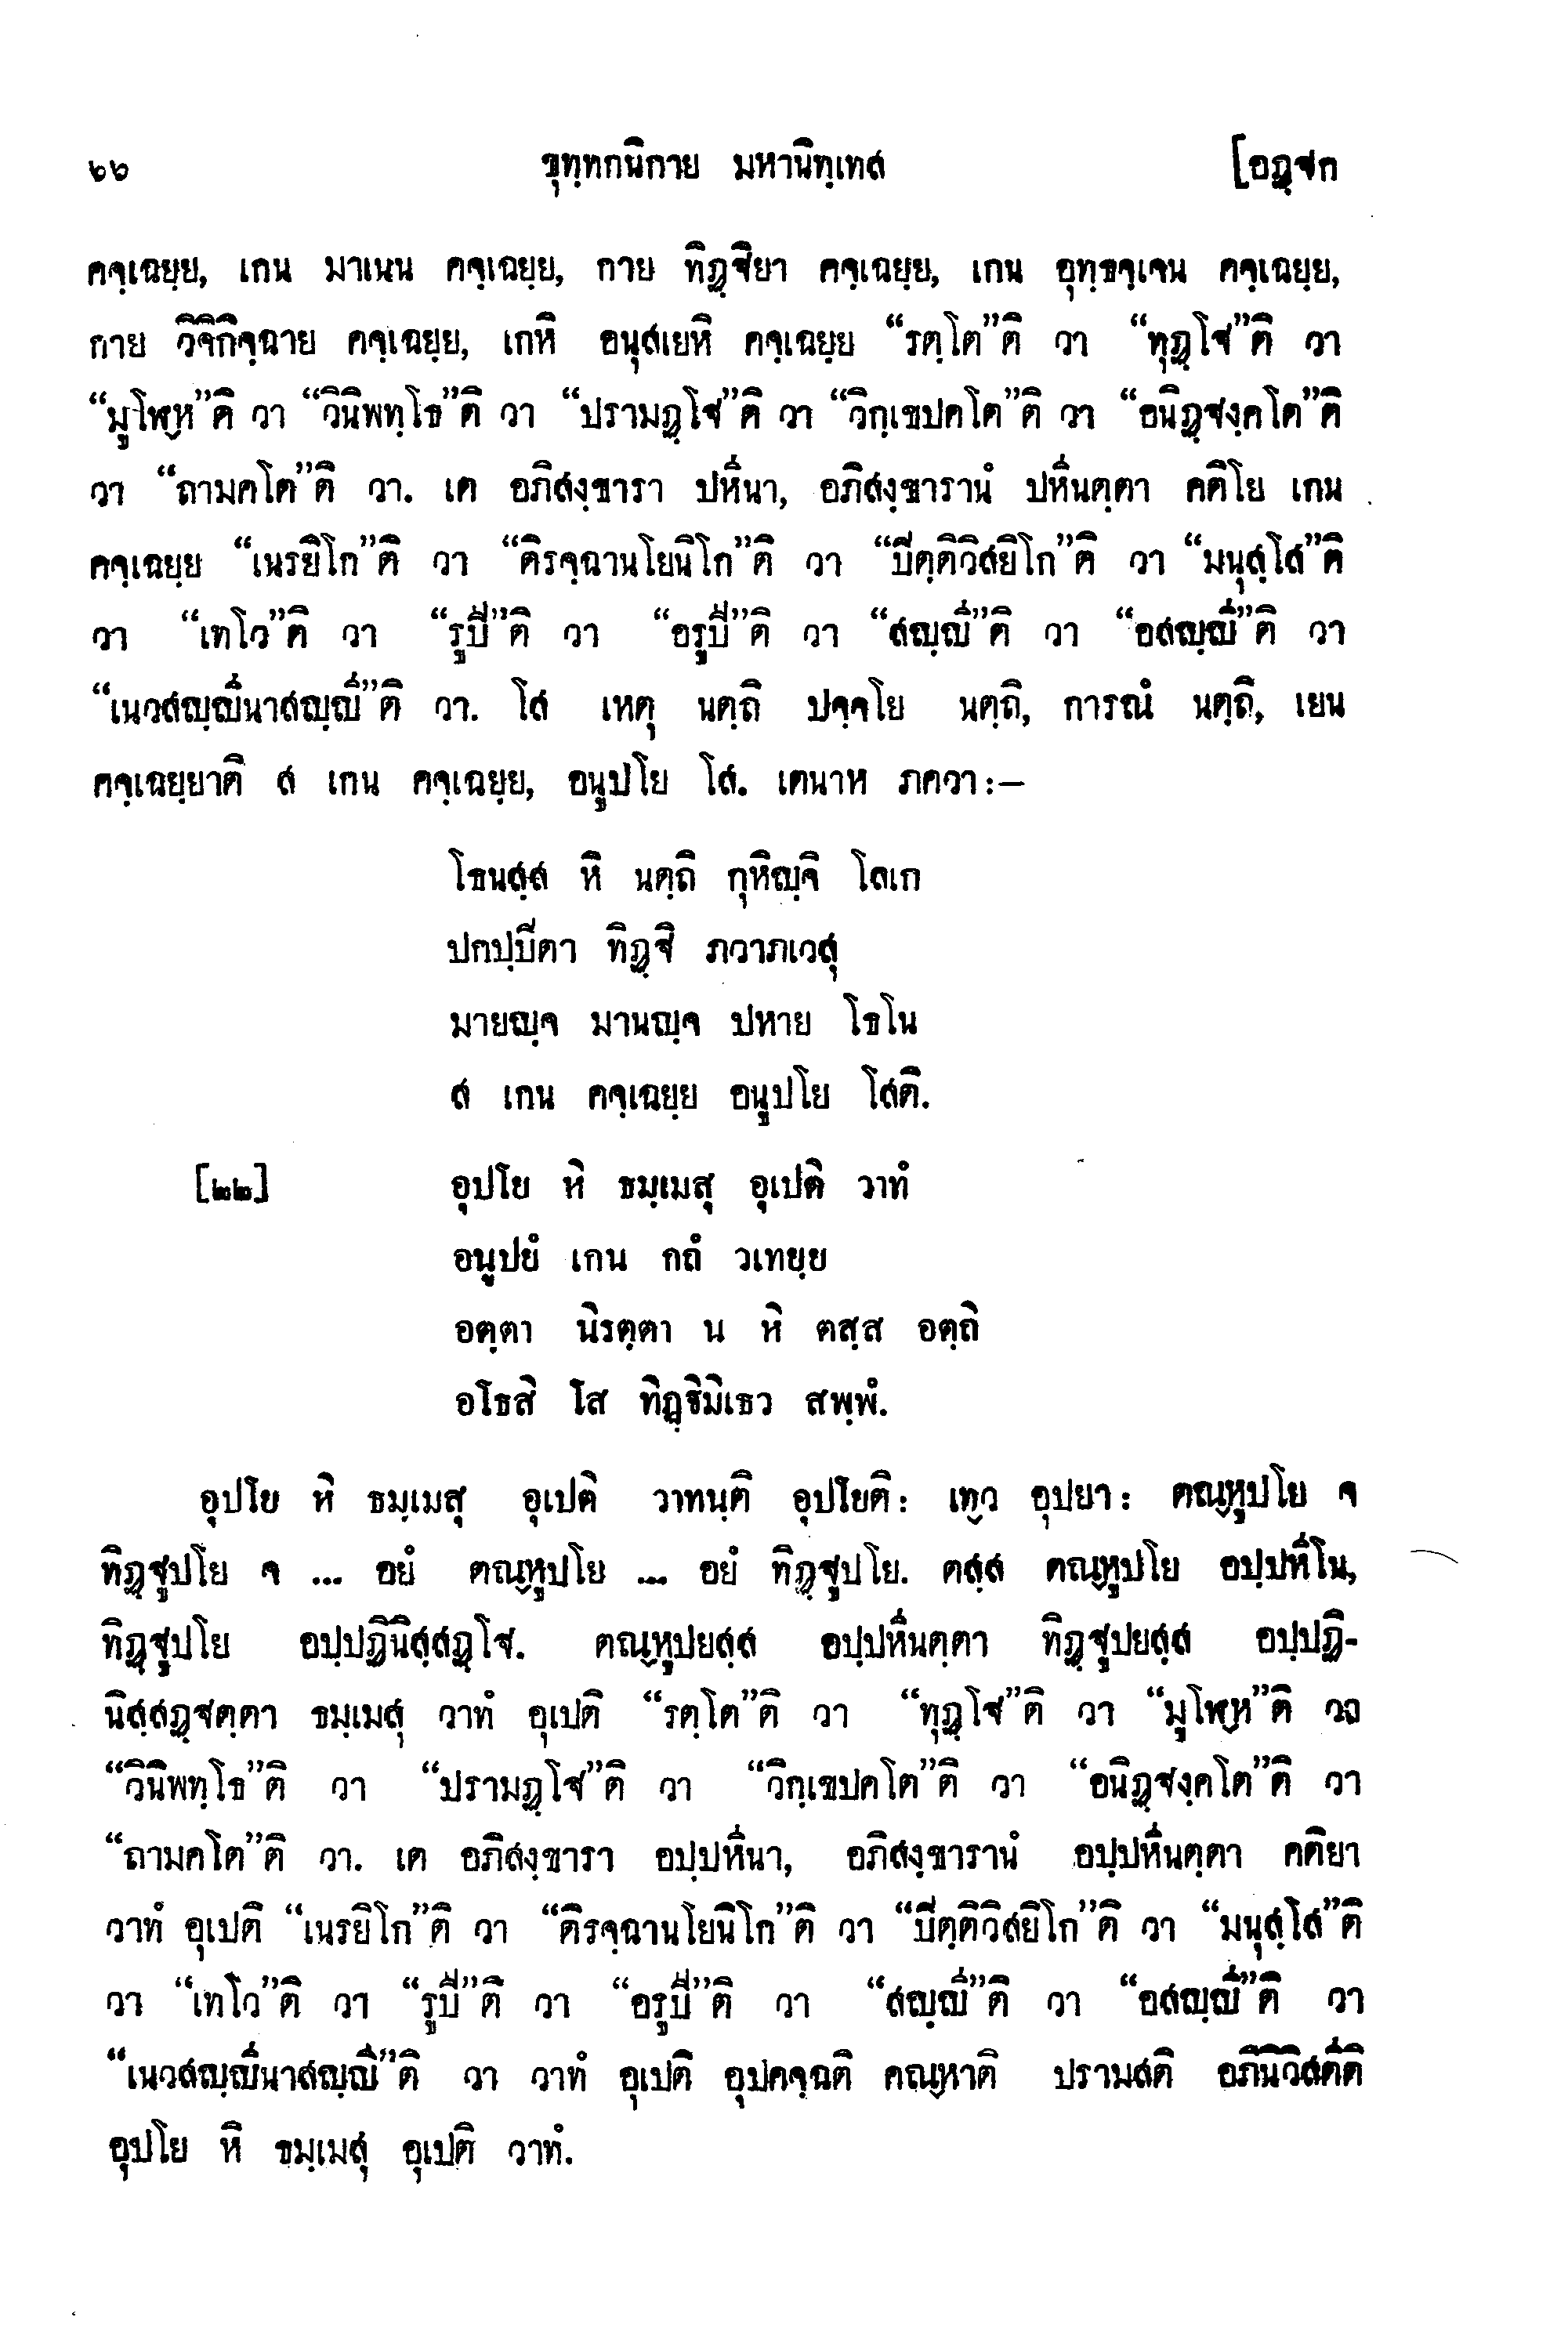 ๖๖ ขุทฺทกนิกาย มหานิทฺเทส [อฏฺฐก
คจฺเฉยฺย, เกน มาเนน คจฺเฉยฺย, กาย ทิฏฺฐิยา คจฺเฉยฺย, เกน อุทฺธจฺเจน คจฺเฉยฺย,
กาย วิจิกิจฺฉาย คจฺเฉยฺย, เกหิ อนุสเยหิ คจฺเฉยฺย “รตฺโต”ติ วา “ทุฏฺโฐ”ติ วา
“มูโฬฺห”ติ วา “วินิพทฺโธ”ติ วา “ปรามฏฺโฐ”ติ วา “วิกฺเขปคโต”ติ วา “อนิฏฺฐงฺคโต”ติ
วา “ถามคโต”ติ วา. เต อภิสงฺขารา ปหีนา, อภิสงฺขารานํ ปหีนตฺตา คติโย เกน
คจฺเฉยฺย “เนรยิโก”ติ วา “ติรจฺฉานโยนิโก”ติ วา “ปีตฺติวิสยิโก”ติ วา “มนุสฺโส”ติ
วา “เทโว”ติ วา “รูปี”ติ วา “อรูปี”ติ วา “สญฺญี”ติ วา “อสญฺญี”ติ วา
“เนวสญฺญีนาสญฺญี”ติ วา. โส เหตุ นตฺถิ ปจฺจโย นตฺถิ, การณํ นตฺถิ, เยน
คจฺเฉยฺยาติ ส เกน คจฺเฉยฺย, อนูปโย โส. เตนาห ภควา:–
โธนสฺส หิ นตฺถิ กุหิญฺจิ โลเก
ปกปฺปีตา ทิฏฺฐิ ภวาภเวสุ
มายญฺจ มานญฺจ ปหาย โธโน
ส เกน คจฺเฉยฺย อนูปโย โสติ.
[๒๒] อุปโย หิ ธมฺเมสุ อุเปติ วาทํ
อนูปยํ เกน กถํ วเทยฺย
อตฺตา นิรตฺตา น หิ ตสฺส อตฺถิ
อโธสิ โส ทิฏฺฐิมิเธว สพฺพํ.
อุปโย หิ ธมฺเมสุ อุเปติ วาทนฺติ อุปโยติ: เทฺว อุปยา: ตณฺหูปโย จ
ทิฏฺฐูปโย จ ... อยํ ตณฺหูปโย ... อยํ ทิฏฺฐูปโย. ตสฺส ตณฺหูปโย อปฺปหีโน,
ทิฏฺฐูปโย อปฺปฏินิสฺสฏฺโฐ. ตณฺหูปยสฺส อปฺปหีนตฺตา ทิฏฺฐูปยสฺส อปฺปฏิ-
นิสฺสฏฺฐตฺตา ธมฺเมสุ วาทํ อุเปติ “รตฺโต”ติ วา “ทุฏฺโฐ”ติ วา “มูโฬฺห”ติ วา
“วินิพทฺโธ”ติ วา “ปรามฏฺโฐ”ติ วา “วิกฺเขปคโต”ติ วา “อนิฏฺฐงฺคโต”ติ วา
“ถามคโต”ติ วา. เต อภิสงฺขารา อปฺปหีนา, อภิสงฺขารานํ อปฺปหีนตฺตา คติยา
วาทํ อุเปติ “เนรยิโก”ติ วา “ติรจฺฉานโยนิโก”ติ วา “ปีตฺติวิสยิโก”ติ วา “มนุสฺโส”ติ
วา “เทโว”ติ วา “รูปี”ติ วา “อรูปี”ติ วา “สญฺญี”ติ วา “อสญฺญี”ติ วา
“เนวสญฺญีนาสญฺญี”ติ วา วาทํ อุเปติ อุปคจฺฉติ คณฺหาติ ปรามสติ อภินิวิสตีติ
อุปโย หิ ธมฺเมสุ อุเปติ วาทํ.